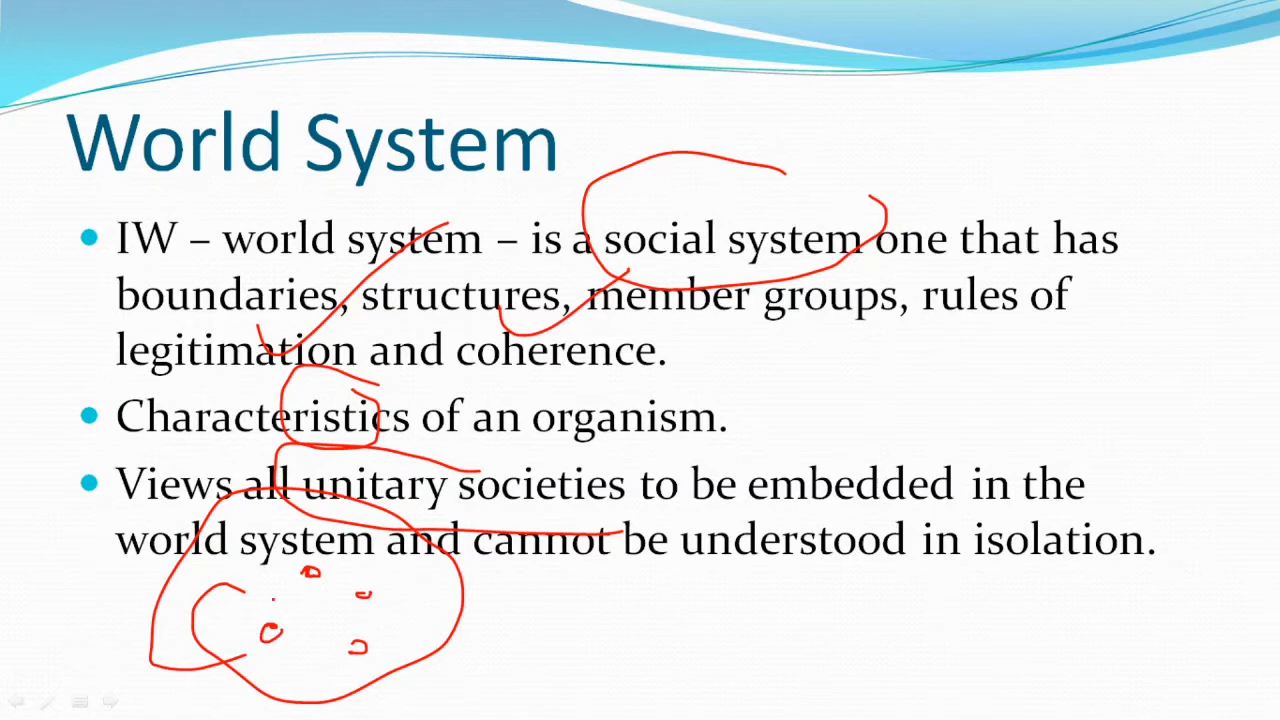 World System
• IW – world system – is a social system one that has
boundaries, structures, member groups, rules of
legitimation and coherence.
• Characteristics of an organism.
• Views all unitary societies to be embedded in the
world system and cannot be understood in isolation.